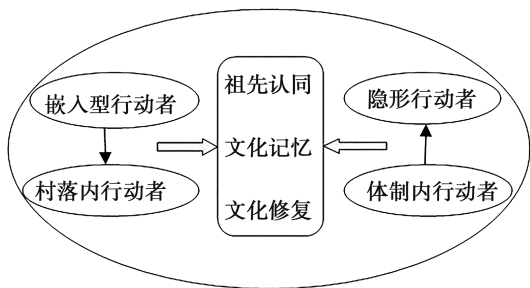 嵌入型行动者
村落内行动者
祖先认同
文化记忆
文化修复
隐形行动者
体制内行动者